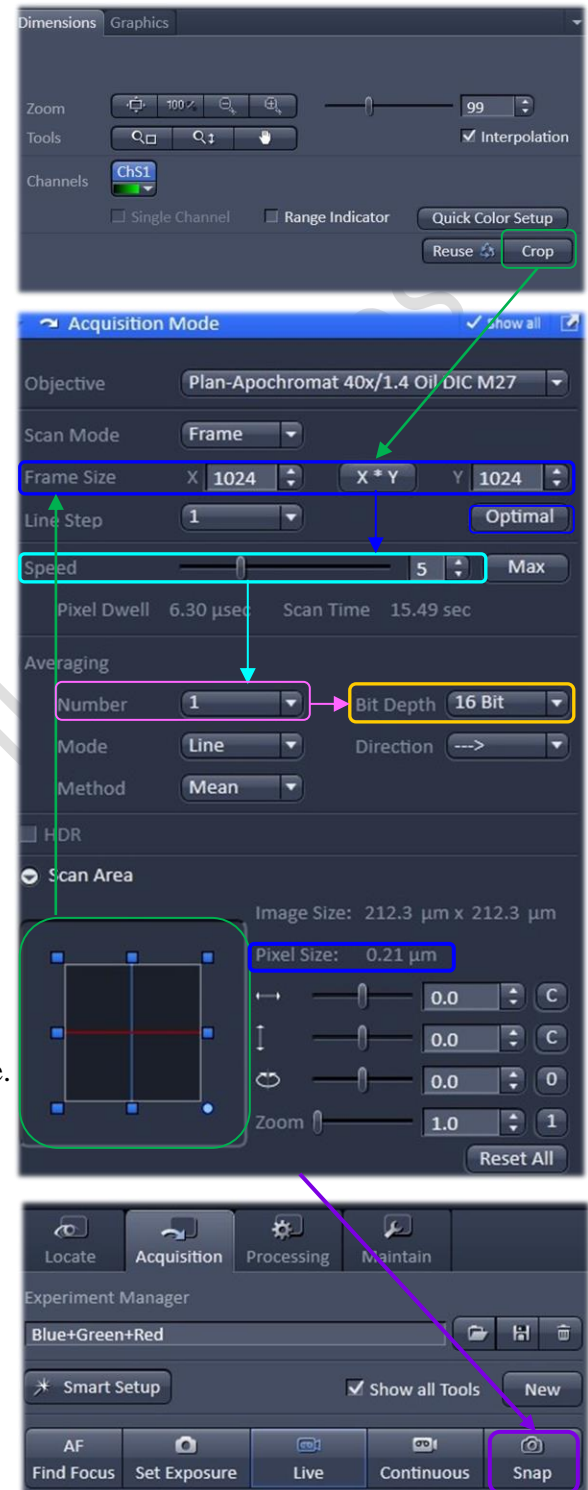 Dimensions Graphics
Zoom 100% 99
Tools Interpolation
Channels ChS1
Single Channel Range Indicator Quick Color Setup
Reuse Crop
Acquisition Mode Show all
Objective Plan-Apochromat 40x/1.4 Oil DIC M27
Scan Mode Frame
Frame Size X 1024 X * Y Y 1024
Line Step 1 Optimal
Speed 5 Max
Pixel Dwell 6.30 µsec Scan Time 15.49 sec
Averaging
Number 1 Bit Depth 16 Bit
Mode Line Direction --->
Method Mean
HDR
Scan Area
Image Size: 212.3 µm x 212.3 µm
Pixel Size: 0.21 µm
0.0 C
0.0 C
e.
0.0 0
Zoom 1.0 1
Reset All
Locate Acquisition Processing Maintain
Experiment Manager
Blue+Green+Red
Smart Setup Show all Tools New
AF
Find Focus Set Exposure Live Continuous Snap